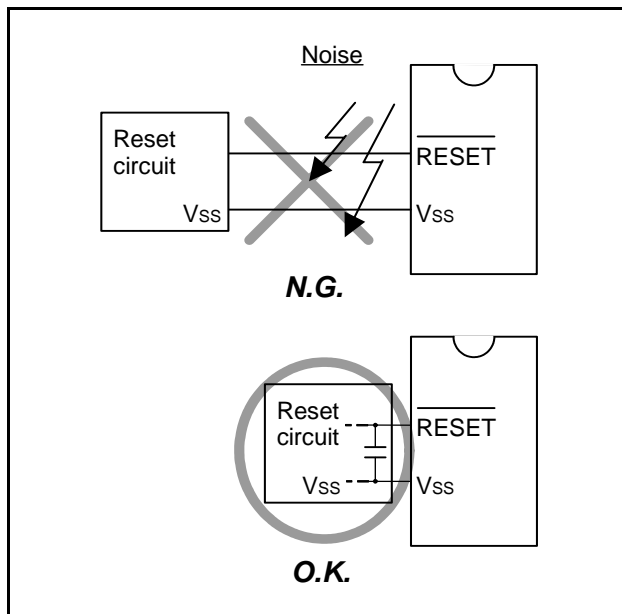 Noise
Reset
circuit
RESET
VSS
VSS
N.G.
Reset
circuit
RESET
VSS
VSS
O.K.